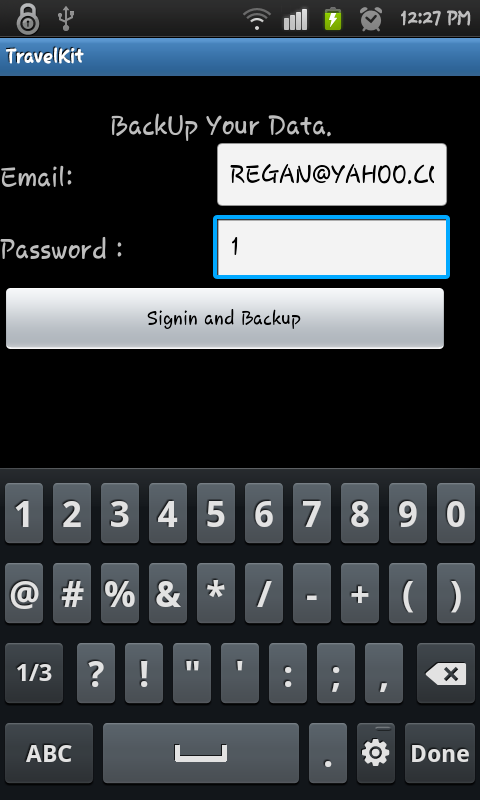 12:27 PM
TravelKit
BackUp Your Data.
Email: REGAN@YAHOO.C
Password : 1
Signin and Backup
1 2 3 4 5 6 7 8 9 0
@ # % & * / - + ( )
1/3 ? ! " ' : ; ,
ABC . Done